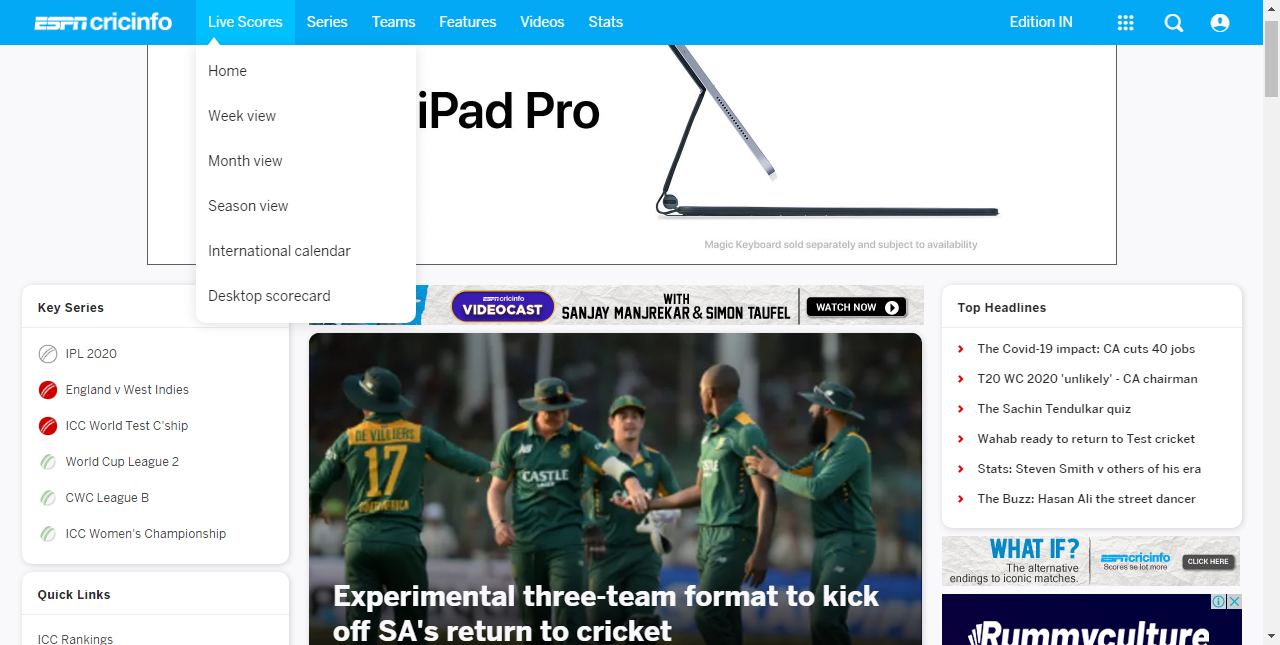 ESPN cricinfo
Live Scores
Series
Teams
Features
Videos
Stats
Edition IN
Home
Week view
Month view
Season view
International calendar
Desktop scorecard
iPad Pro
Magic Keyboard sold separately and subject to availability
Key Series
IPL 2020
England v West Indies
ICC World Test C'ship
World Cup League 2
CWC League B
ICC Women's Championship
Quick Links
ICC Rankings
ESPN cricinfo
VIDEOCAST
WITH
SANJAY MANJREKAR & SIMON TAUFEL
WATCH NOW
DE VILLIERS
17
CASTLE
Experimental three-team format to kick
off SA's return to cricket
Top Headlines
The Covid-19 impact: CA cuts 40 jobs
T20 WC 2020 'unlikely' - CA chairman
The Sachin Tendulkar quiz
Wahab ready to return to Test cricket
Stats: Steven Smith v others of his era
The Buzz: Hasan Ali the street dancer
WHAT IF?
The alternative
endings to iconic matches.
ESPN cricinfo
Scores se lot more
CLICK HERE
Rummyculture